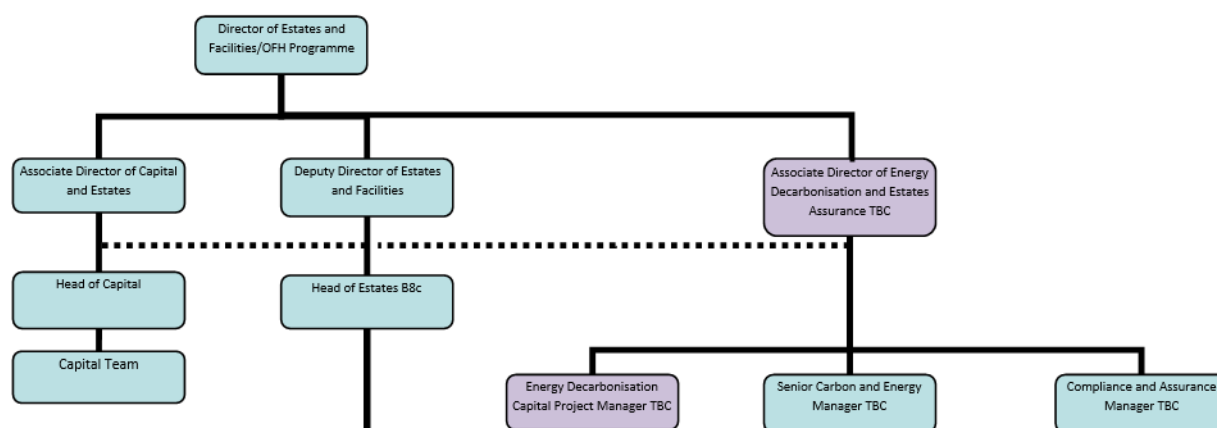 Director of Estates and
Facilities/OFH Programme
Associate Director of Capital
and Estates
Deputy Director of Estates
and Facilities
Associate Director of Energy
Decarbonisation and Estates
Assurance TBC
Head of Capital
Head of Estates B8c
Capital Team
Energy Decarbonisation
Capital Project Manager TBC
Senior Carbon and Energy
Manager TBC
Compliance and Assurance
Manager TBC